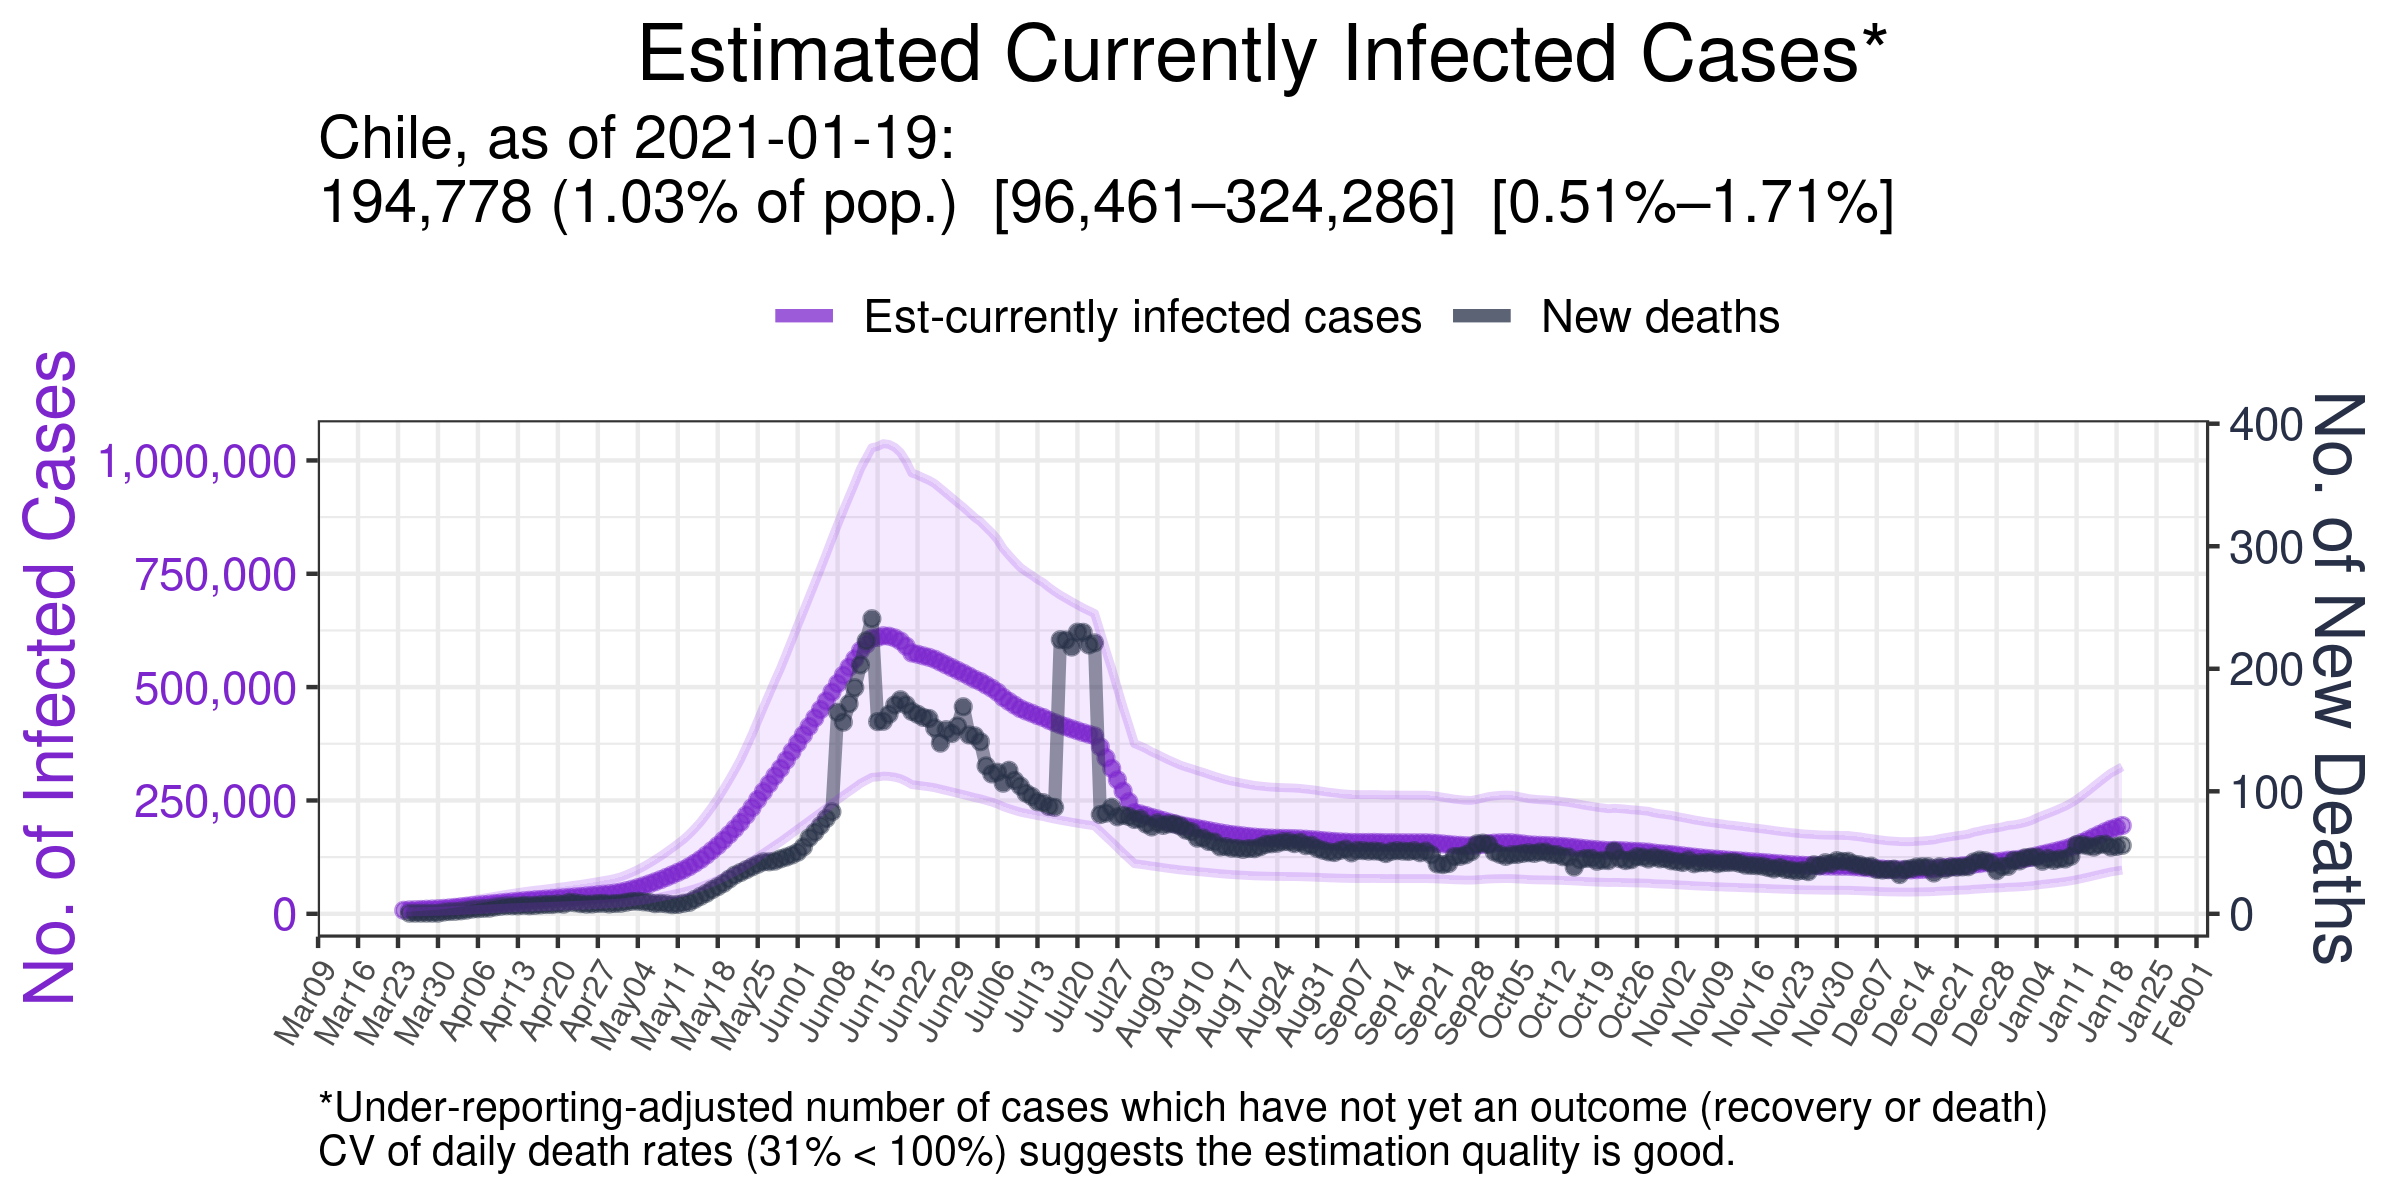 Estimated Currently Infected Cases*
Chile, as of 2021-01-19:
194,778 (1.03% of pop.) [96,461–324,286] [0.51%–1.71%]
Est-currently infected cases
New deaths
No. of Infected Cases
1,000,000
750,000
500,000
250,000
0
400
300
200
100
0
No. of New Deaths
Mar09
Mar16
Mar23
Mar30
Apr06
Apr13
Apr20
Apr27
May04
May11
May18
May25
Jun01
Jun08
Jun15
Jun22
Jun29
Jul06
Jul13
Jul20
Jul27
Aug03
Aug10
Aug17
Aug24
Aug31
Sep07
Sep14
Sep21
Sep28
Oct05
Oct12
Oct19
Oct26
Nov02
Nov09
Nov16
Nov23
Nov30
Dec07
Dec14
Dec21
Dec28
Jan04
Jan11
Jan18
Jan25
Feb01
*Under-reporting-adjusted number of cases which have not yet an outcome (recovery or death)
CV of daily death rates (31% < 100%) suggests the estimation quality is good.